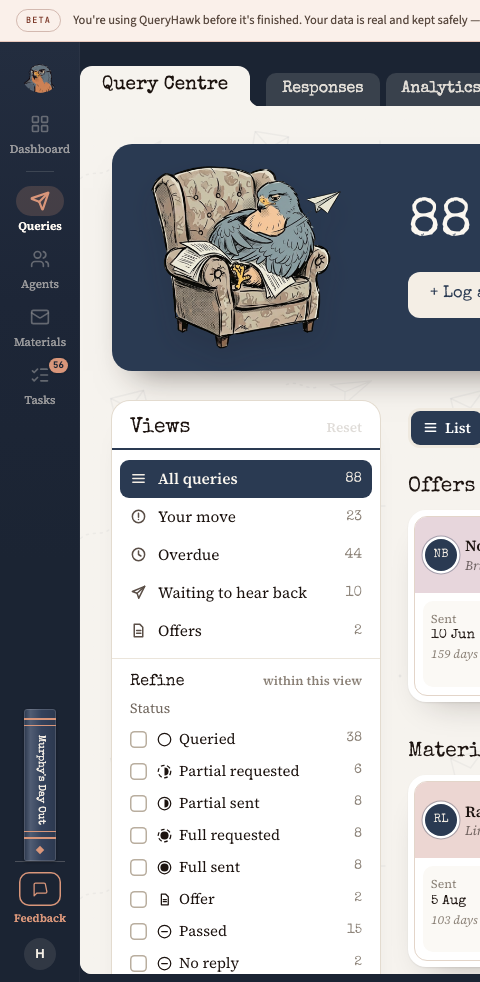 BETA
You're using QueryHawk before it's finished. Your data is real and kept safely —
Query Centre
Responses
Analytics
Dashboard
Queries
Agents
Materials
56
Tasks
88
+ Log a
Views
Reset
All queries 88
Your move 23
Overdue 44
Waiting to hear back 10
Offers 2
Refine
within this view
Status
Queried 38
Partial requested 6
Partial sent 8
Full requested 8
Full sent 8
Offer 2
Passed 15
No reply 2
List
Offers
NB
No
Bri
Sent
10 Jun
159 days
Materi
RL
Ra
Lin
Sent
5 Aug
103 days
Murphy's Day Out
Feedback
H